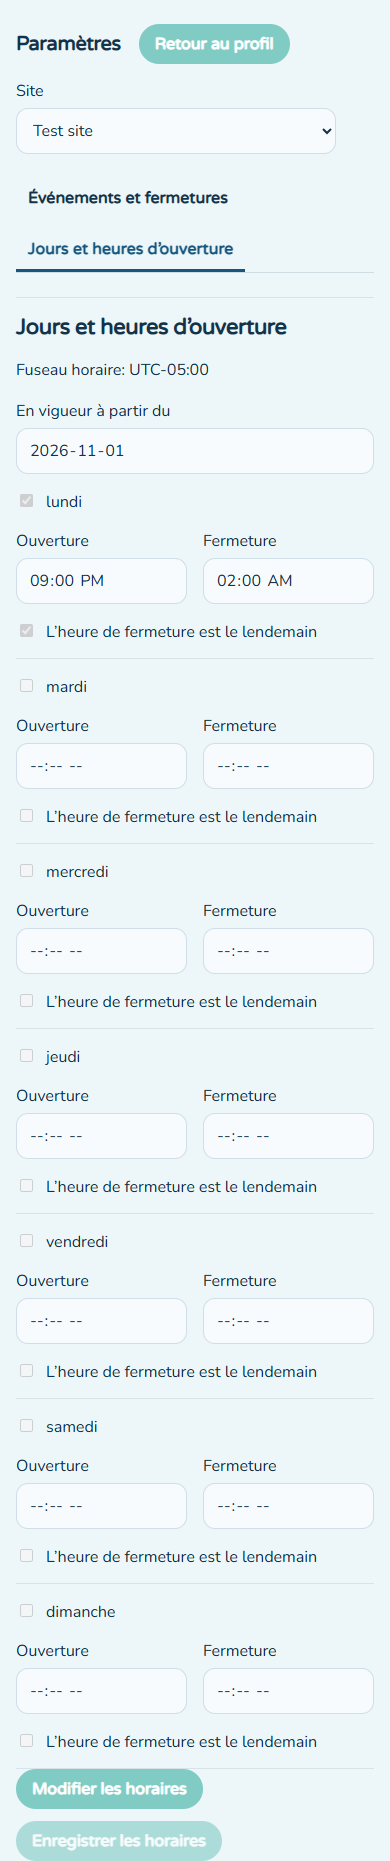 Paramètres
Retour au profil
Site
Test site
Événements et fermetures
Jours et heures d’ouverture
Jours et heures d’ouverture
Fuseau horaire: UTC-05:00
En vigueur à partir du
2026-11-01
lundi
Ouverture Fermeture
09:00 PM 02:00 AM
L’heure de fermeture est le lendemain
mardi
Ouverture Fermeture
--:-- -- --:-- --
L’heure de fermeture est le lendemain
mercredi
Ouverture Fermeture
--:-- -- --:-- --
L’heure de fermeture est le lendemain
jeudi
Ouverture Fermeture
--:-- -- --:-- --
L’heure de fermeture est le lendemain
vendredi
Ouverture Fermeture
--:-- -- --:-- --
L’heure de fermeture est le lendemain
samedi
Ouverture Fermeture
--:-- -- --:-- --
L’heure de fermeture est le lendemain
dimanche
Ouverture Fermeture
--:-- -- --:-- --
L’heure de fermeture est le lendemain
Modifier les horaires
Enregistrer les horaires